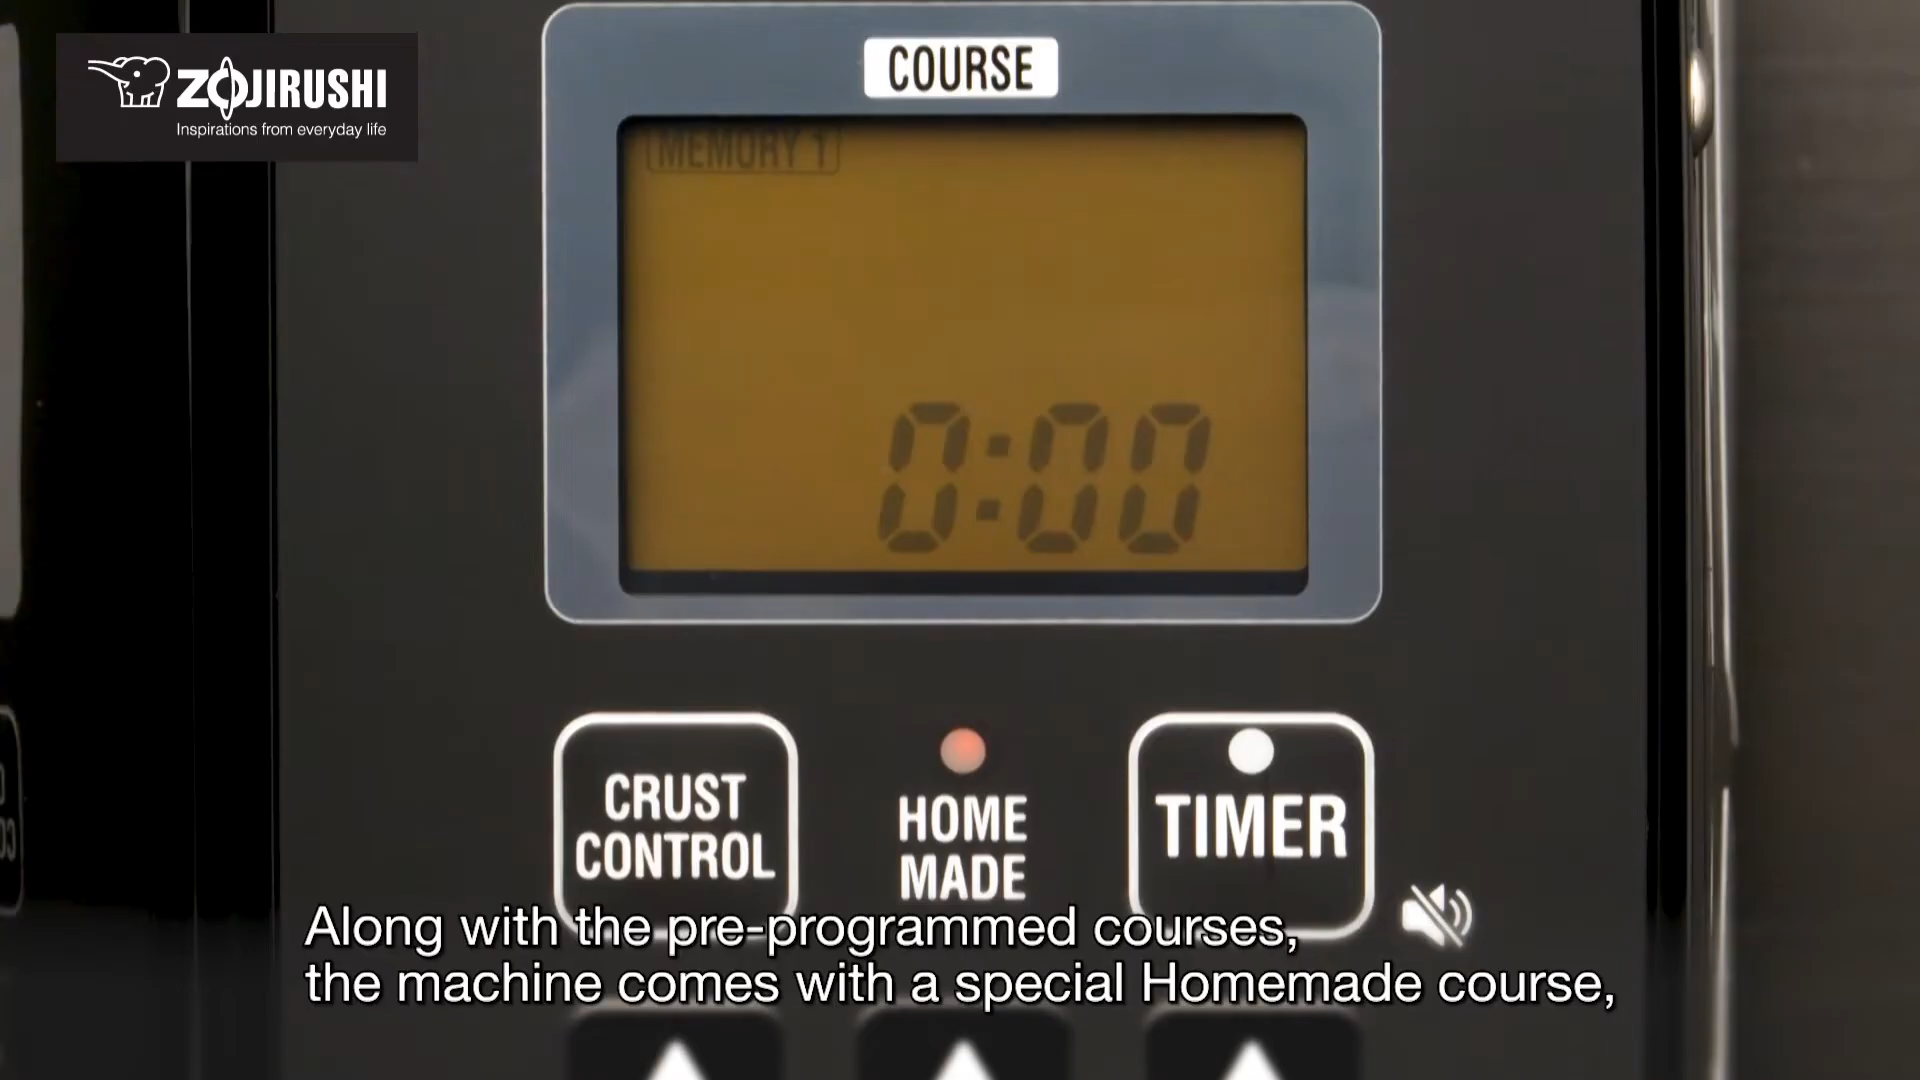 ZOJIRUSHI
Inspirations from everyday life
COURSE
MEMORY 1
0:00
CRUST
CONTROL
HOME
MADE
TIMER
Along with the pre-programmed courses,
the machine comes with a special Homemade course,